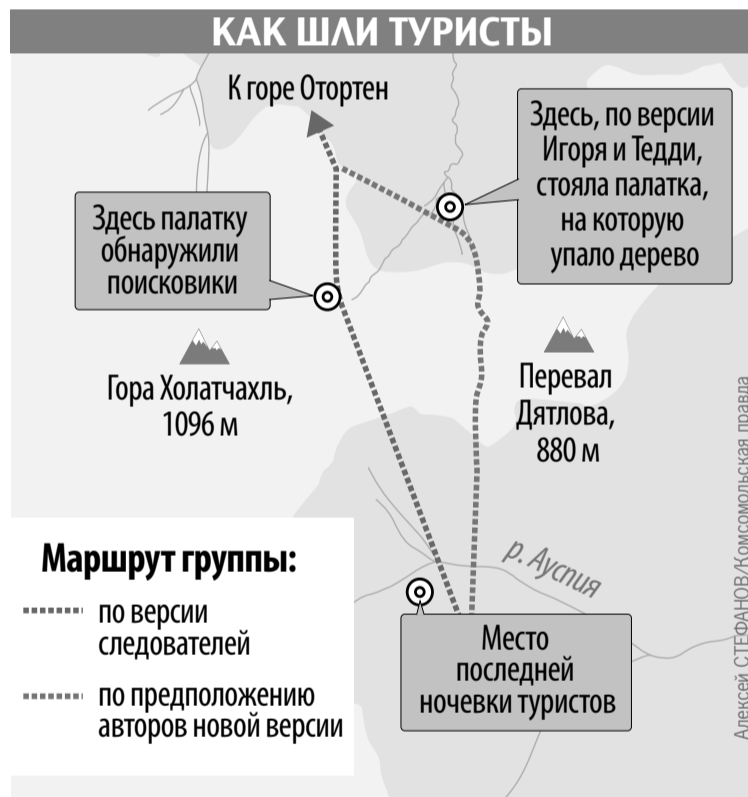 КАК ШЛИ ТУРИСТЫ
К горе Отортен
Здесь, по версии
Игоря и Тедди,
стояла палатка,
на которую
упало дерево
Здесь палатку
обнаружили
поисковики
Гора Холатчахль,
1096 м
Перевал
Дятлова,
880 м
р. Ауспия
Место
последней
ночевки туристов
Маршрут группы:
по версии
следователей
по предположению
авторов новой версии
Алексей СТЕФАНОВ/Комсомольская правда